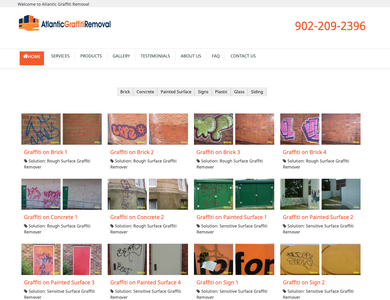 Welcome to Atlantic Graffiti Removal
AtlanticGraffitiRemoval
902-209-2396
HOME SERVICES PRODUCTS GALLERY TESTIMONIALS ABOUT US FAQ CONTACT US
Brick Concrete Painted Surface Signs Plastic Glass Siding
Graffiti on Brick 1
Solution: Rough Surface Graffiti
Remover
Graffiti on Brick 2
Solution: Rough Surface Graffiti
Remover
Graffiti on Brick 3
Solution: Rough Surface Graffiti
Remover
Graffiti on Brick 4
Solution: Rough Surface Graffiti
Remover
Graffiti on Concrete 1
Solution: Rough Surface Graffiti
Remover
Graffiti on Concrete 2
Solution: Rough Surface Graffiti
Remover
Graffiti on Painted Surface 1
Solution: Sensitive Surface Graffiti
Remover
Graffiti on Painted Surface 2
Solution: Sensitive Surface Graffiti
Remover
Graffiti on Painted Surface 3
Solution: Sensitive Surface Graffiti
Remover
Graffiti on Painted Surface 4
Solution: Sensitive Surface Graffiti
Remover
Graffiti on Sign 1
Solution: Sensitive Surface Graffiti
Remover
Graffiti on Sign 2
Solution: Sensitive Surface Graffiti
Remover